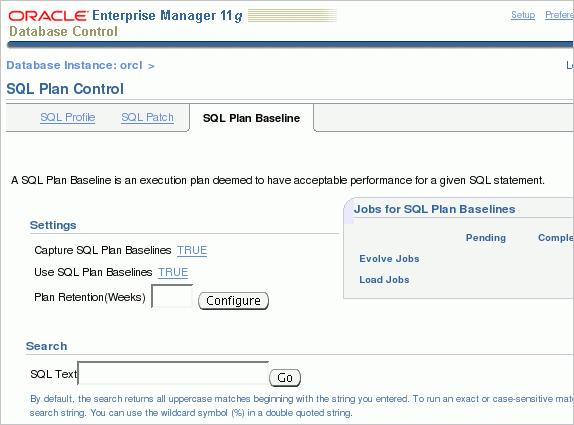 ORACLE Enterprise Manager 11g
Setup
Database Control
Database Instance: orcl >
SQL Plan Control
SQL Profile SQL Patch SQL Plan Baseline
A SQL Plan Baseline is an execution plan deemed to have acceptable performance for a given SQL statement.
Settings
Jobs for SQL Plan Baselines
Pending
Capture SQL Plan Baselines TRUE
Evolve Jobs
Use SQL Plan Baselines TRUE
Load Jobs
Plan Retention(Weeks) Configure
Search
SQL Text Go
By default, the search returns all uppercase matches beginning with the string you entered. To run an exact or case-sensitive
search string. You can use the wildcard symbol (%) in a double quoted string.